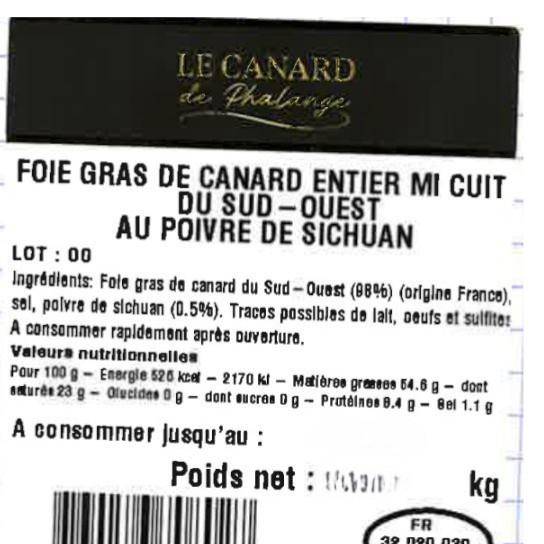 LE CANARD
de Phalange
FOIE GRAS DE CANARD ENTIER MI CUIT
DU SUD – OUEST
AU POIVRE DE SICHUAN
LOT : 00
Ingrédients: Foie gras de canard du Sud – Ouest (98%) (origine France),
sel, poivre de sichuan (0.5%). Traces possibles de lait, oeufs et sulfites
A consommer rapidement après ouverture.
Valeurs nutritionnelles
Pour 100 g – Energie 526 kcal – 2170 kJ – Matières grasses 54.6 g – dont
saturés 23 g – Glucides 0 g – dont sucres 0 g – Protéines 8.4 g – Sel 1.1 g
A consommer jusqu'au :
Poids net : kg
FR